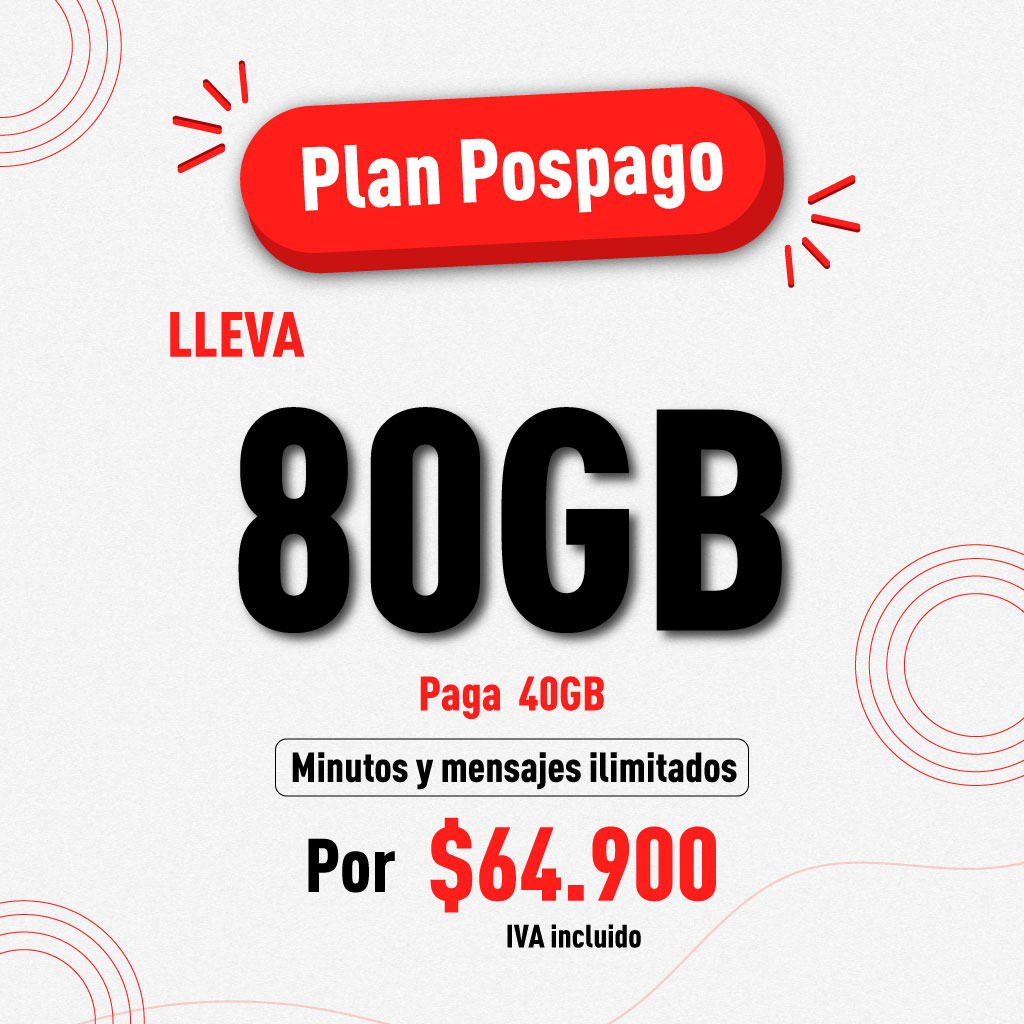 Plan Pospago
LLEVA
80GB
Paga 40GB
Minutos y mensajes ilimitados
Por $64.900
IVA incluido